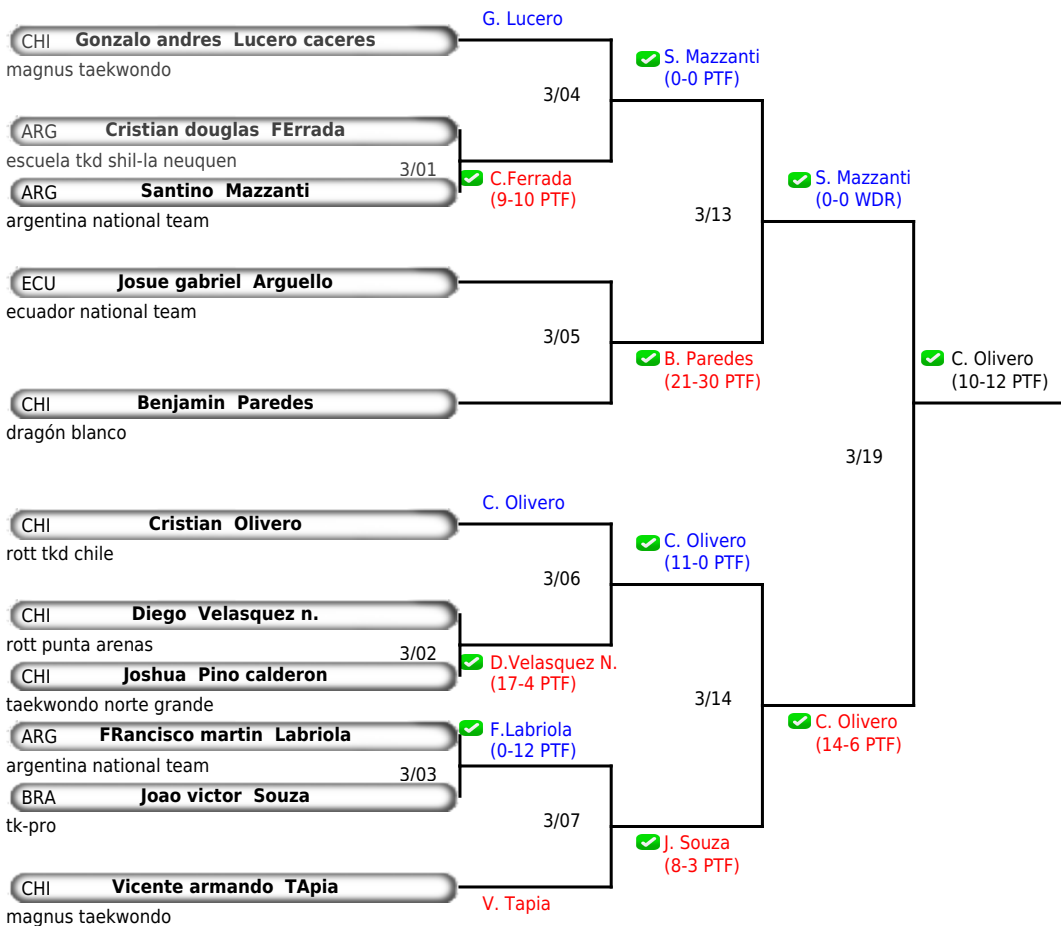 G. Lucero
CHI Gonzalo andres Lucero caceres
magnus taekwondo
S. Mazzanti
(0-0 PTF)
3/04
ARG Cristian douglas FErrada
escuela tkd shil-la neuquen
3/01
C.Ferrada
(9-10 PTF)
S. Mazzanti
(0-0 WDR)
ARG Santino Mazzanti
argentina national team
3/13
ECU Josue gabriel Arguello
ecuador national team
3/05
B. Paredes
(21-30 PTF)
C. Olivero
(10-12 PTF)
CHI Benjamin Paredes
dragón blanco
3/19
C. Olivero
CHI Cristian Olivero
rott tkd chile
C. Olivero
(11-0 PTF)
3/06
CHI Diego Velasquez n.
rott punta arenas
3/02
D.Velasquez N.
(17-4 PTF)
CHI Joshua Pino calderon
taekwondo norte grande
3/14
C. Olivero
(14-6 PTF)
F.Labriola
(0-12 PTF)
ARG FRancisco martin Labriola
argentina national team
3/03
BRA Joao victor Souza
tk-pro
3/07
J. Souza
(8-3 PTF)
CHI Vicente armando TApia
V. Tapia
magnus taekwondo